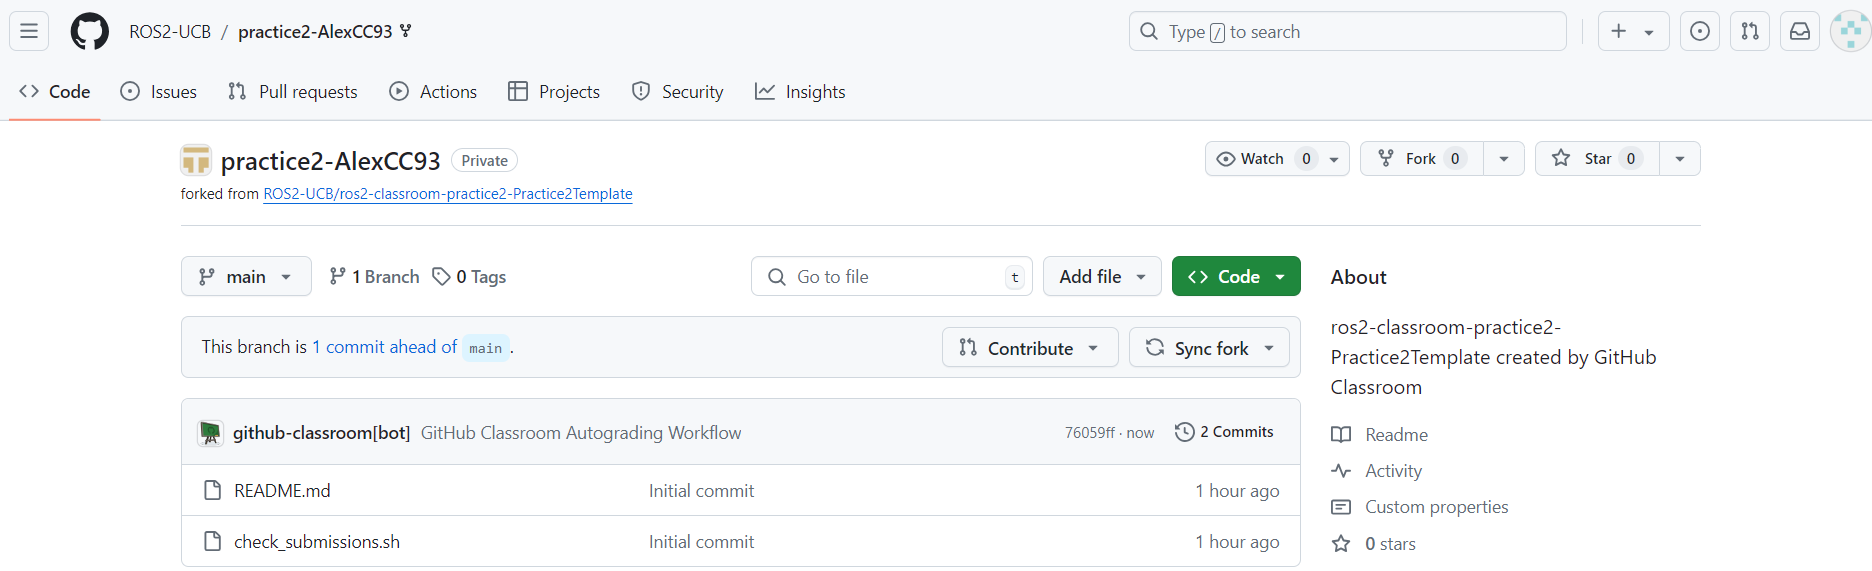 ROS2-UCB / practice2-AlexCC93
Type / to search
Code Issues Pull requests Actions Projects Security Insights
practice2-AlexCC93 Private
Watch 0 Fork 0 Star 0
forked from ROS2-UCB/ros2-classroom-practice2-Practice2Template
main 1 Branch 0 Tags
Go to file t
Add file
Code
This branch is 1 commit ahead of main .
Contribute
Sync fork
github-classroom[bot] GitHub Classroom Autograding Workflow 76059ff · now 2 Commits
README.md Initial commit 1 hour ago
check_submissions.sh Initial commit 1 hour ago
About
ros2-classroom-practice2-
Practice2Template created by GitHub
Classroom
Readme
Activity
Custom properties
0 stars